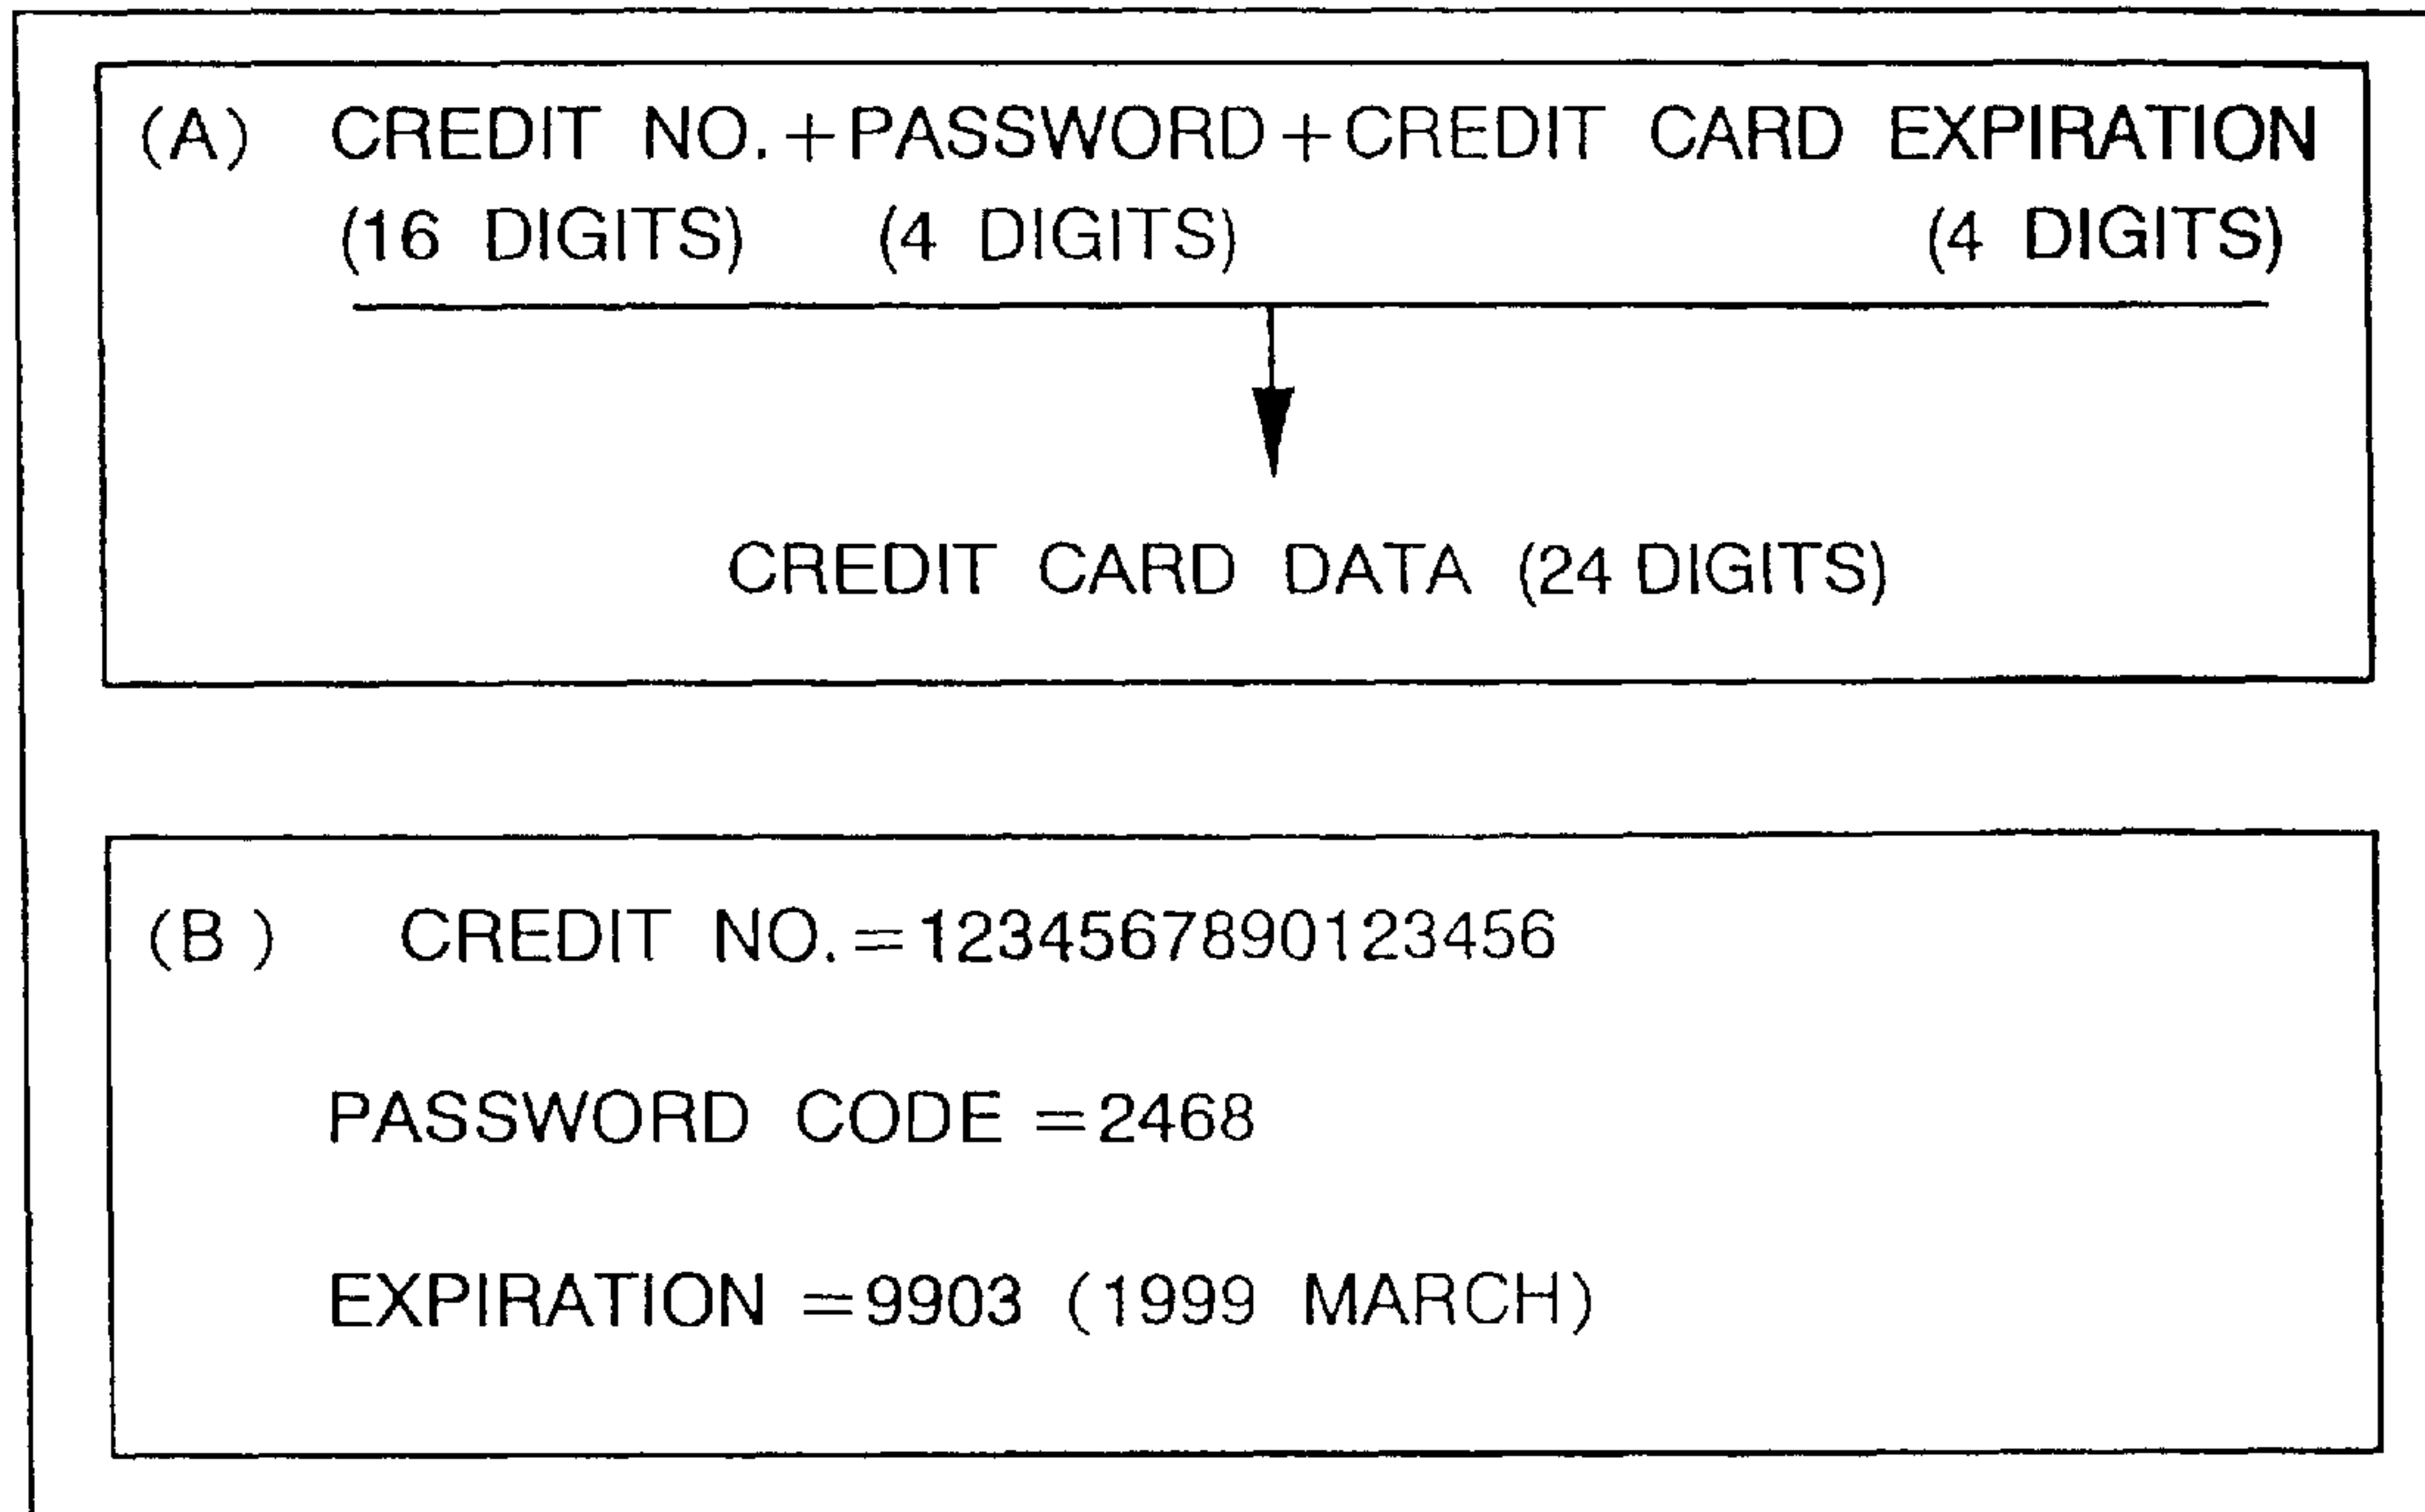 (A) CREDIT NO.+PASSWORD+CREDIT CARD EXPIRATION
(16 DIGITS) (4 DIGITS) (4 DIGITS)
CREDIT CARD DATA (24 DIGITS)
(B) CREDIT NO.=1234567890123456
PASSWORD CODE =2468
EXPIRATION =9903 (1999 MARCH)